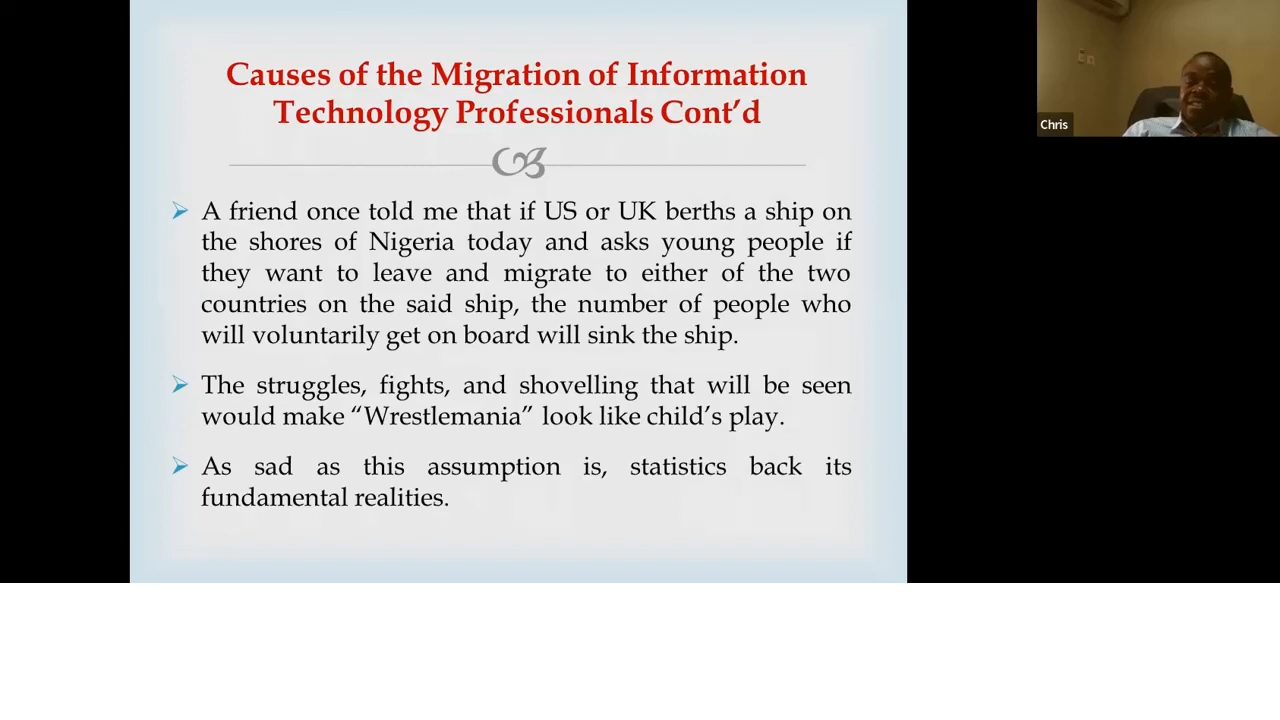 Causes of the Migration of Information
Technology Professionals Cont’d
A friend once told me that if US or UK berths a ship on
the shores of Nigeria today and asks young people if
they want to leave and migrate to either of the two
countries on the said ship, the number of people who
will voluntarily get on board will sink the ship.
The struggles, fights, and shovelling that will be seen
would make “Wrestlemania” look like child’s play.
As sad as this assumption is, statistics back its
fundamental realities.
Chris